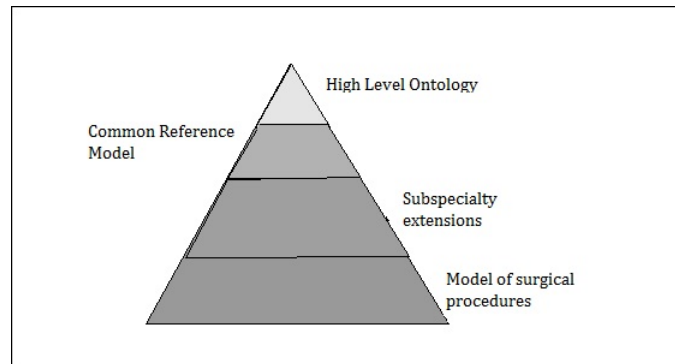 High Level Ontology
Common Reference
Model
Subspecialty
extensions
Model of surgical
procedures